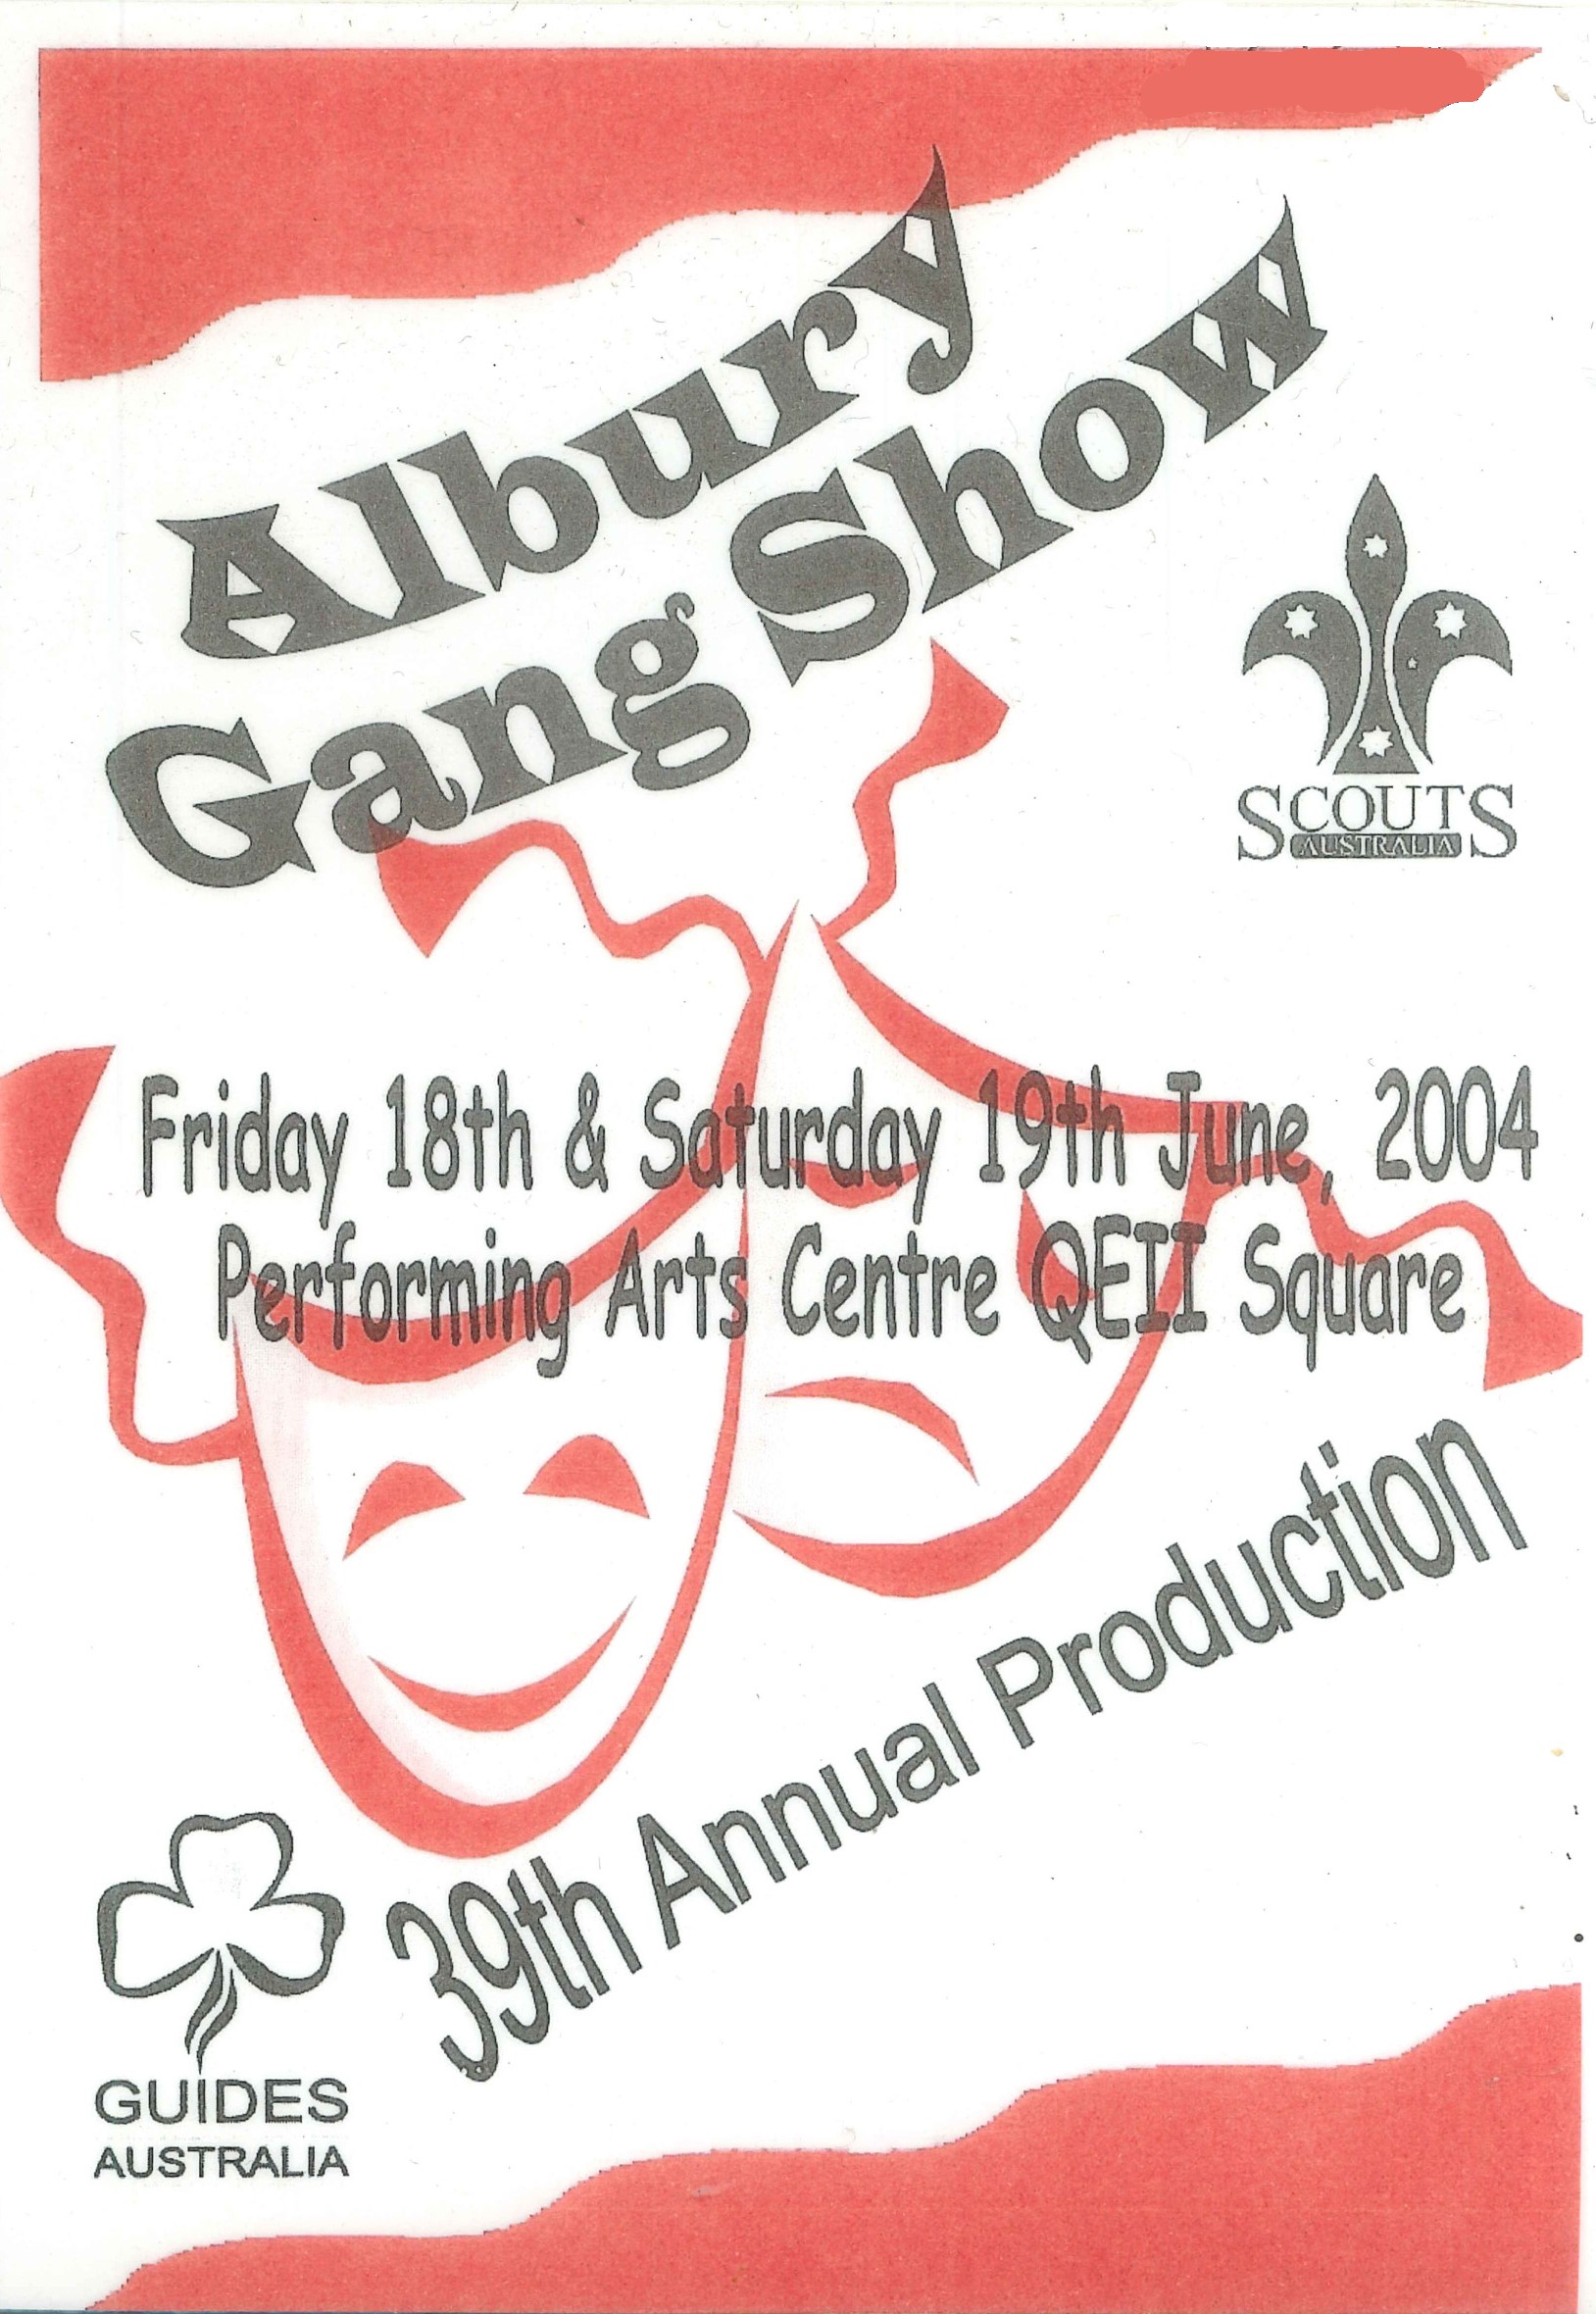 Albury
Gang Show
SCOUTS
AUSTRALIA
Friday 18th & Saturday 19th June, 2004
Performing Arts Centre QEII Square
39th Annual Production
GUIDES
AUSTRALIA